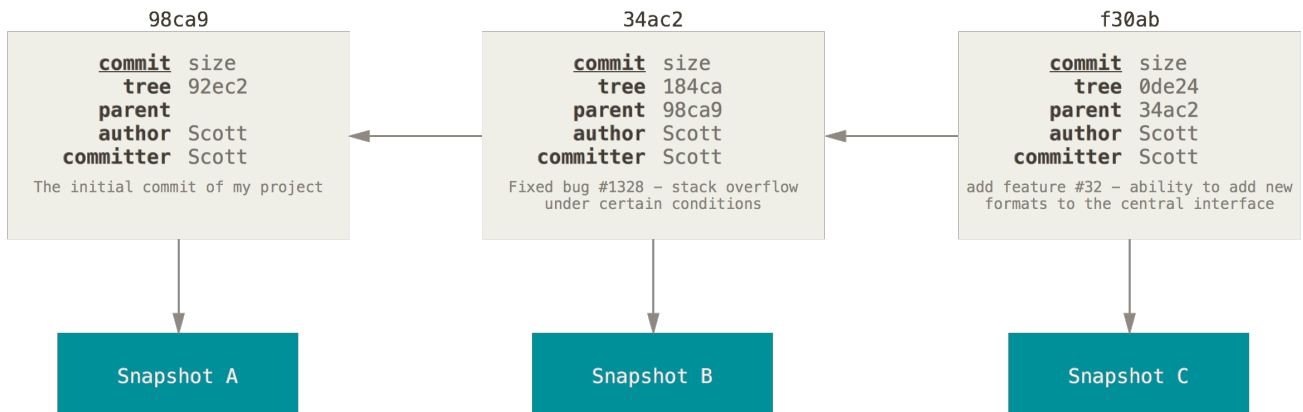 98ca9
commit size
tree 92ec2
parent
author Scott
committer Scott
The initial commit of my project
Snapshot A
34ac2
commit size
tree 184ca
parent 98ca9
author Scott
committer Scott
Fixed bug #1328 – stack overflow
under certain conditions
Snapshot B
f30ab
commit size
tree 0de24
parent 34ac2
author Scott
committer Scott
add feature #32 – ability to add new
formats to the central interface
Snapshot C